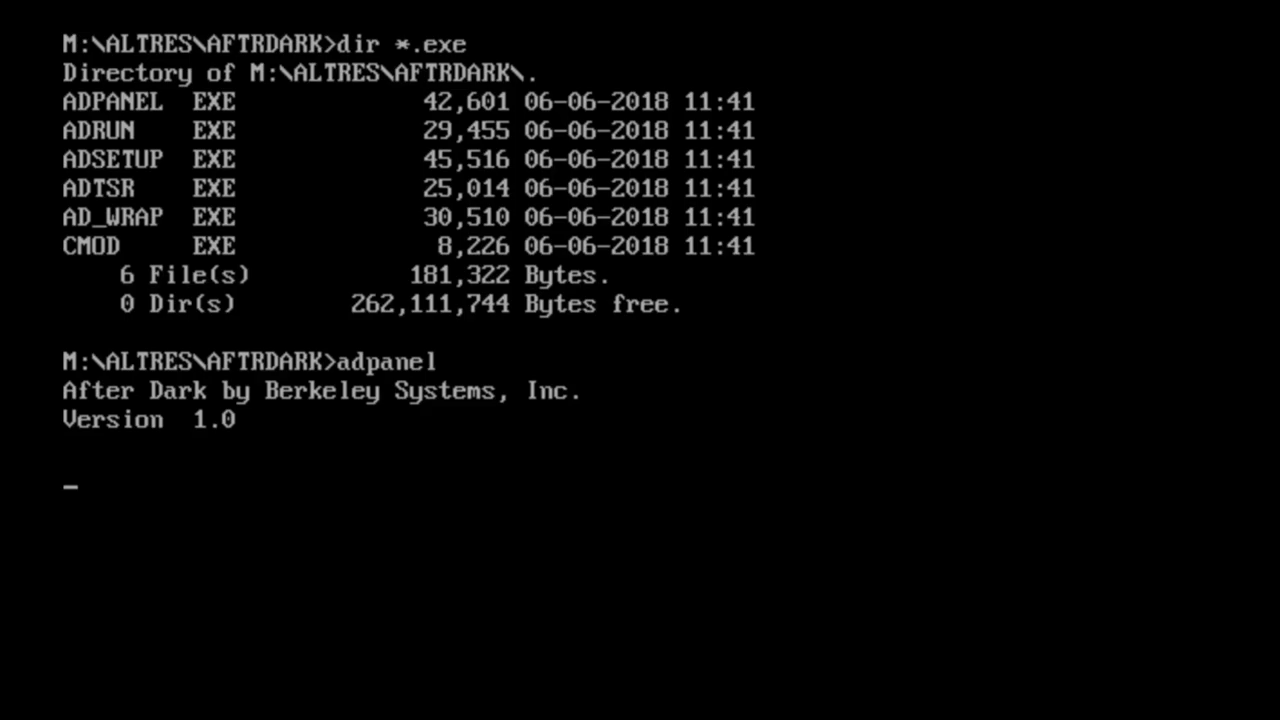 M:\ALTRES\AFTRDARK>dir *.exe
Directory of M:\ALTRES\AFTRDARK\.
ADPANEL  EXE             42,601 06-06-2018 11:41
ADRUN    EXE             29,455 06-06-2018 11:41
ADSETUP  EXE             45,516 06-06-2018 11:41
ADTSR    EXE             25,014 06-06-2018 11:41
AD_WRAP  EXE             30,510 06-06-2018 11:41
CMOD     EXE              8,226 06-06-2018 11:41
    6 File(s)           181,322 Bytes.
    0 Dir(s)        262,111,744 Bytes free.
M:\ALTRES\AFTRDARK>adpanel
After Dark by Berkeley Systems, Inc.
Version  1.0
_